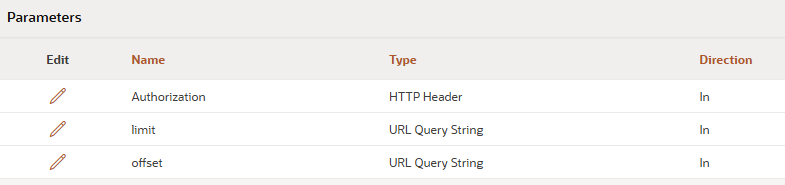 Parameters
Edit Name Type Direction
Authorization HTTP Header In
limit URL Query String In
offset URL Query String In